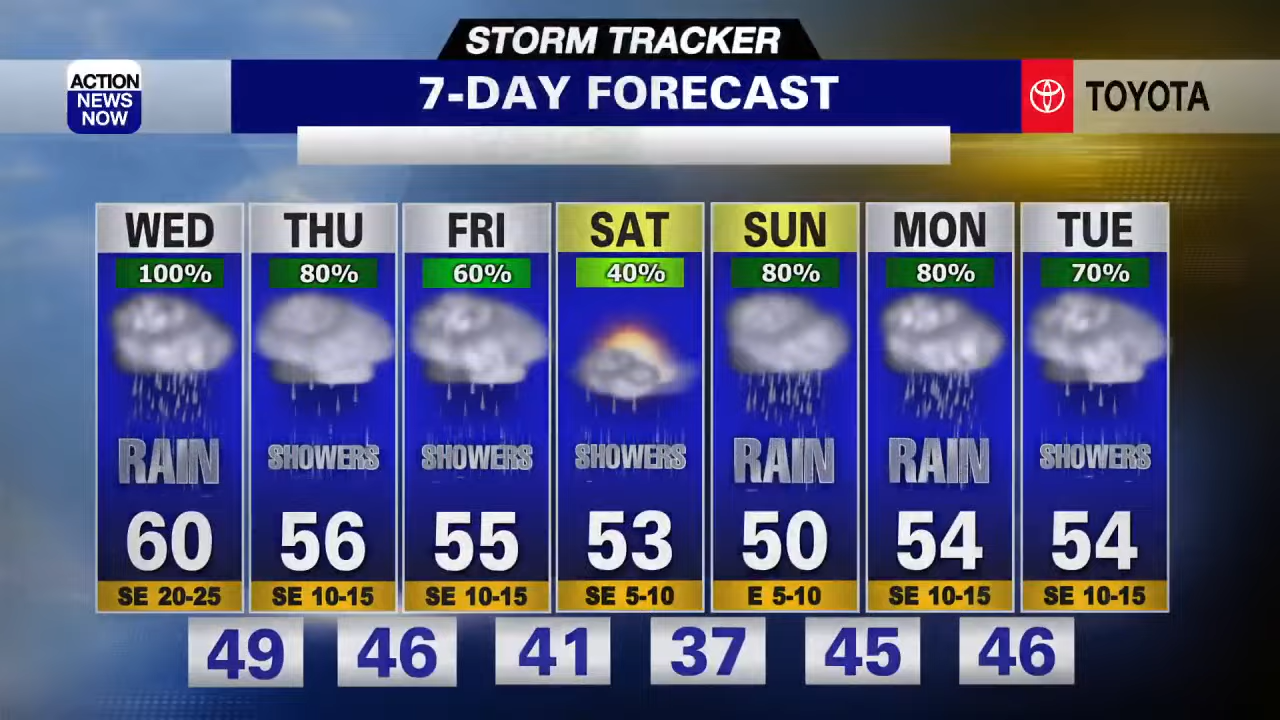 STORM TRACKER
ACTION
NEWS
NOW
7-DAY FORECAST
TOYOTA
WED THU FRI SAT SUN MON TUE
100% 80% 60% 40% 80% 80% 70%
RAIN SHOWERS SHOWERS SHOWERS RAIN RAIN SHOWERS
60 56 55 53 50 54 54
SE 20-25 SE 10-15 SE 10-15 SE 5-10 E 5-10 SE 10-15 SE 10-15
49 46 41 37 45 46